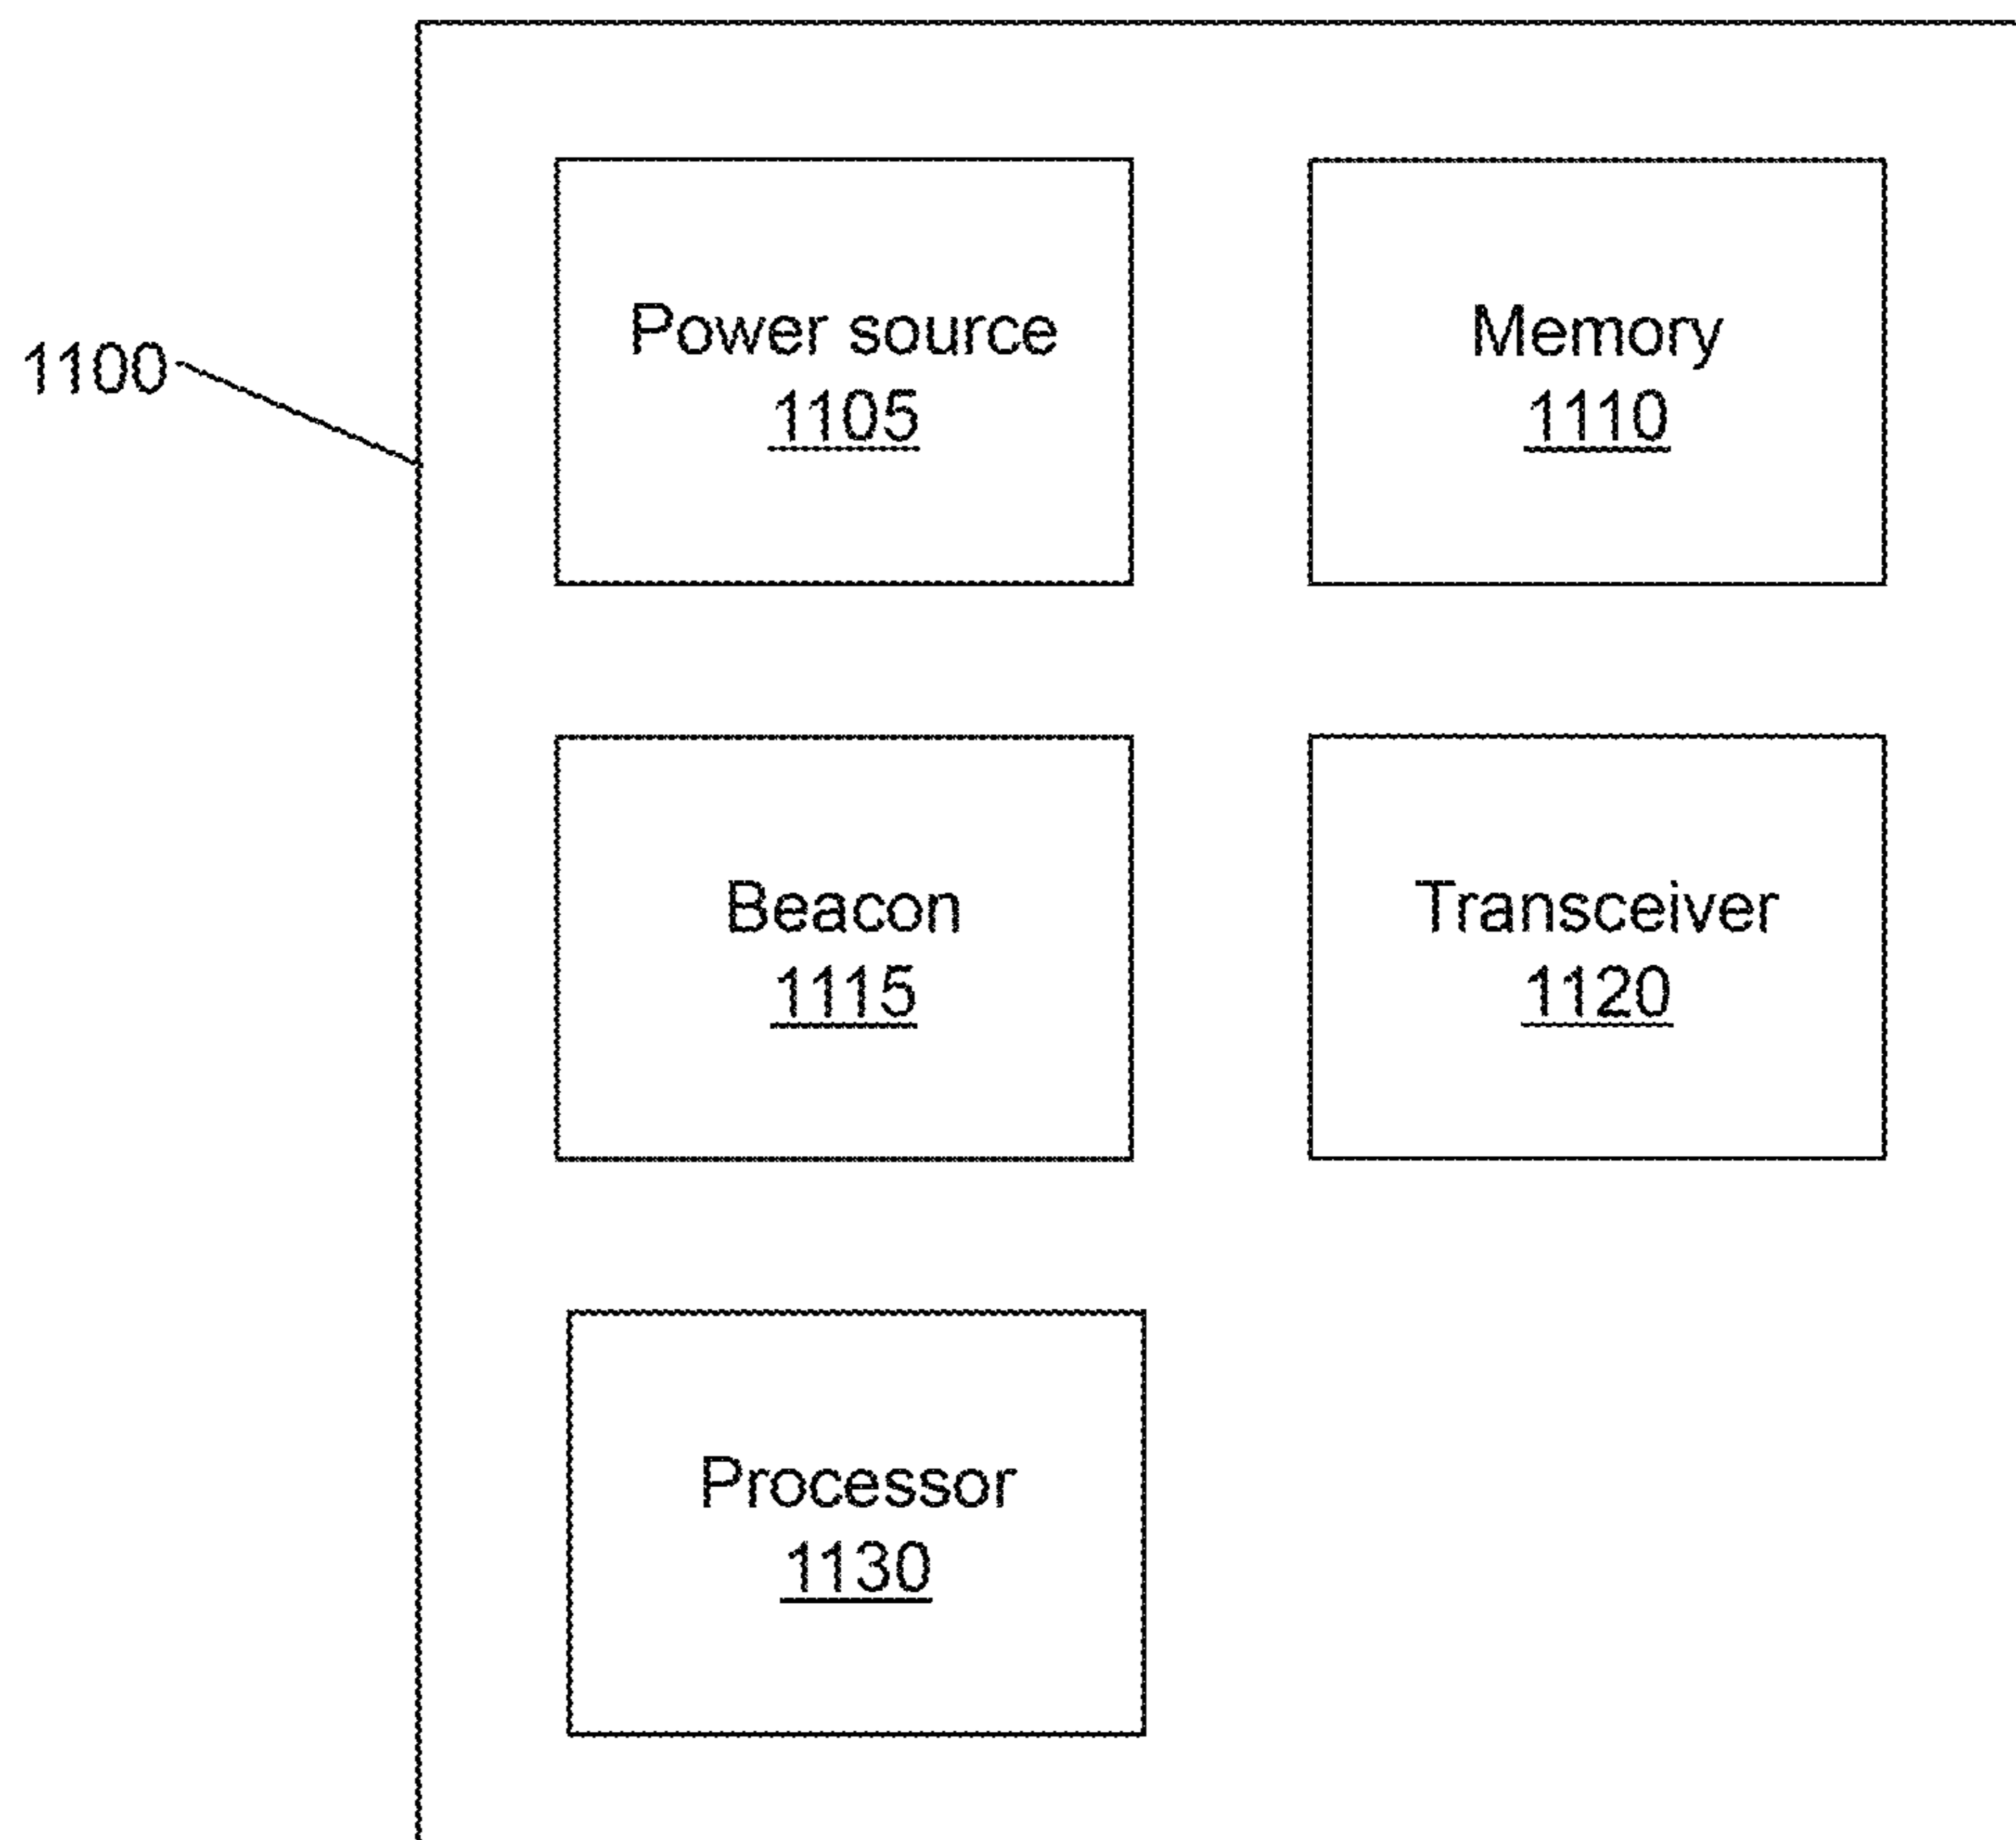 Power source
1105
Memory
1110
1100
Beacon
1115
Transceiver
1120
Processor
1130